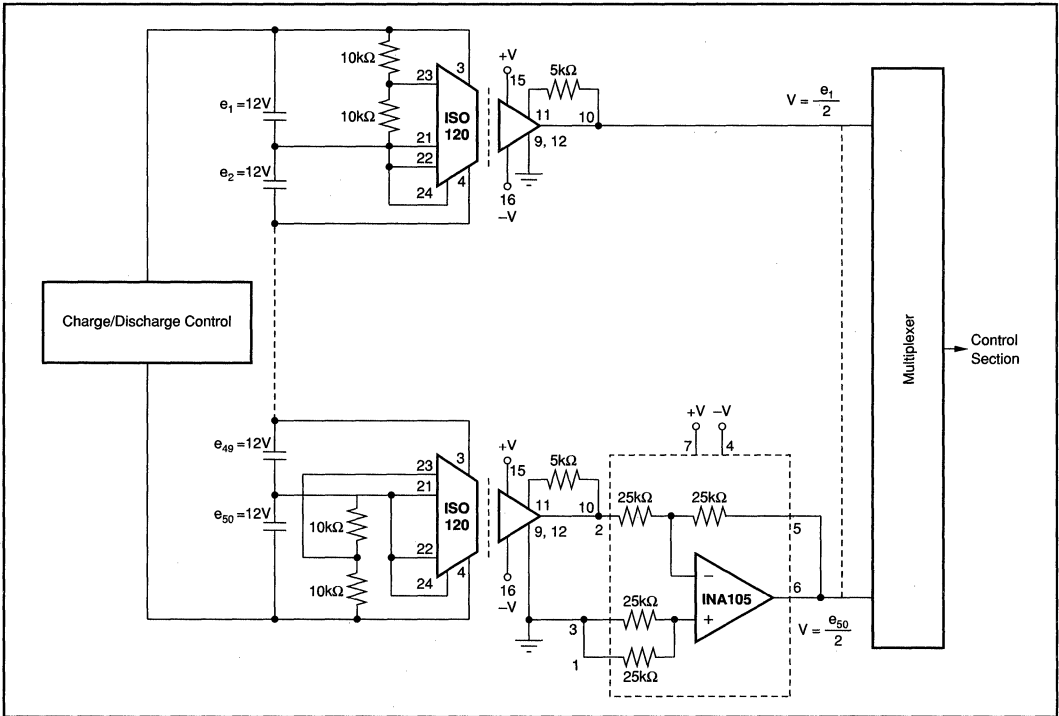 10kΩ
3
23
+V
15
5kΩ
e1 = 12V
10kΩ
ISO
120
11
10
V = e1/2
21
22
9, 12
e2 = 12V
24
4
16
–V
Charge/Discharge Control
Multiplexer
Control
Section
e49 = 12V
3
23
21
+V
15
5kΩ
+V
–V
7
4
ISO
120
11
10
2
25kΩ
25kΩ
5
e50 = 12V
10kΩ
22
9, 12
24
4
10kΩ
16
–V
–
INA105
+
6
3
25kΩ
V = e50/2
1
25kΩ